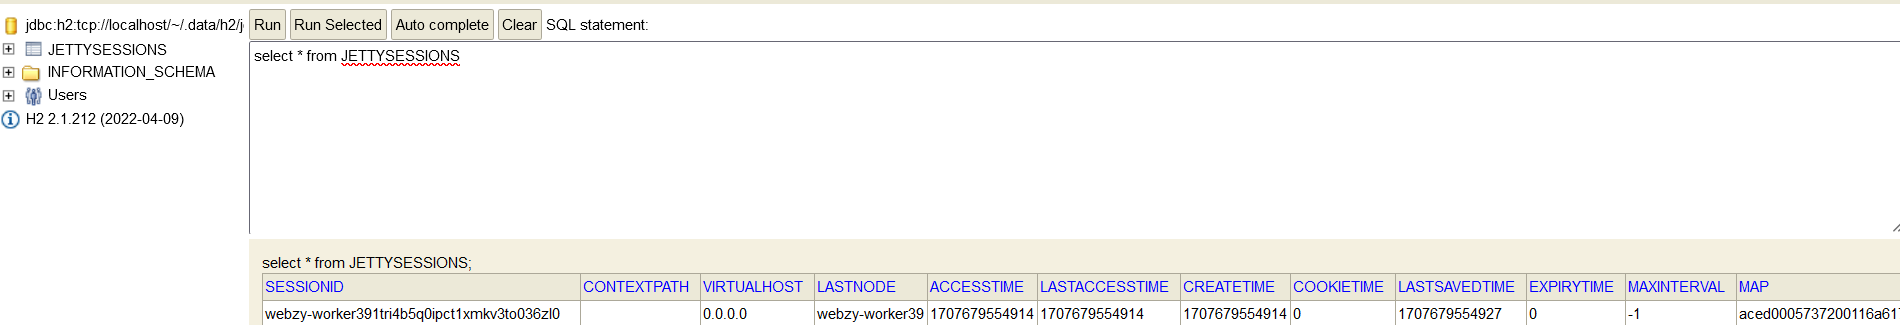 jdbc:h2:tcp://localhost/~/.data/h2/j
Run Run Selected Auto complete Clear SQL statement:
JETTYSESSIONS
INFORMATION_SCHEMA
Users
H2 2.1.212 (2022-04-09)
select * from JETTYSESSIONS
select * from JETTYSESSIONS;
SESSIONID CONTEXTPATH VIRTUALHOST LASTNODE ACCESSTIME LASTACCESSTIME CREATETIME COOKIETIME LASTSAVEDTIME EXPIRYTIME MAXINTERVAL MAP
webzy-worker391tri4b5q0ipct1xmkv3to036zl0 0.0.0.0 webzy-worker39 1707679554914 1707679554914 1707679554914 0 1707679554927 0 -1 aced0005737200116a61